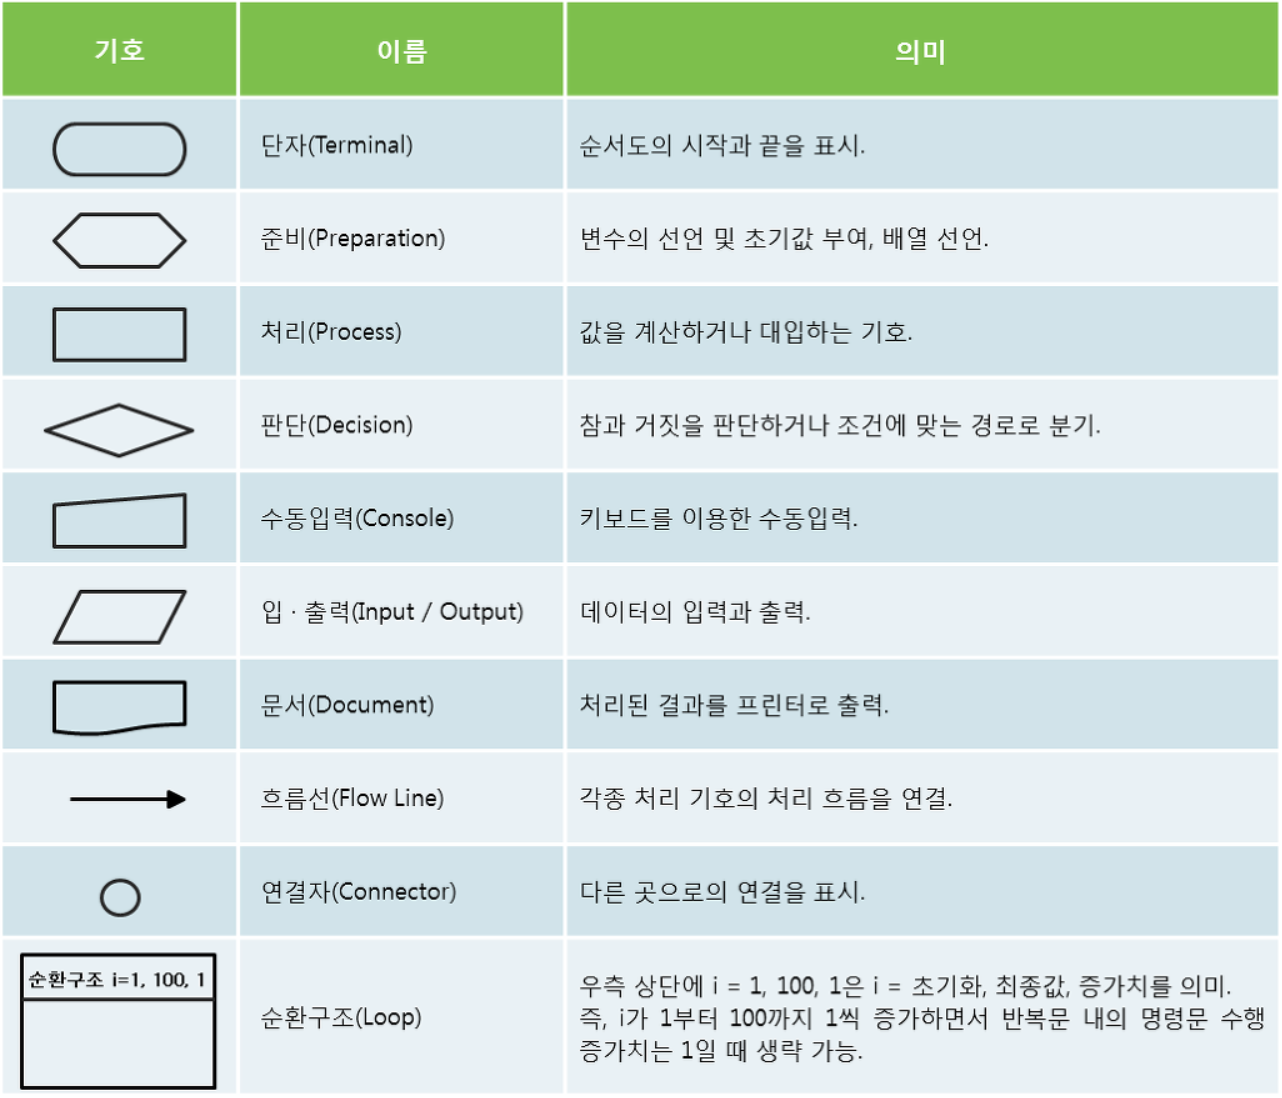 기호 이름 의미
단자(Terminal) 순서도의 시작과 끝을 표시.
준비(Preparation) 변수의 선언 및 초기값 부여, 배열 선언.
처리(Process) 값을 계산하거나 대입하는 기호.
판단(Decision) 참과 거짓을 판단하거나 조건에 맞는 경로로 분기.
수동입력(Console) 키보드를 이용한 수동입력.
입 · 출력(Input / Output) 데이터의 입력과 출력.
문서(Document) 처리된 결과를 프린터로 출력.
흐름선(Flow Line) 각종 처리 기호의 처리 흐름을 연결.
연결자(Connector) 다른 곳으로의 연결을 표시.
순환구조 i=1, 100, 1
순환구조(Loop)
우측 상단에 i = 1, 100, 1은 i = 초기화, 최종값, 증가치를 의미.
즉, i가 1부터 100까지 1씩 증가하면서 반복문 내의 명령문 수행
증가치는 1일 때 생략 가능.